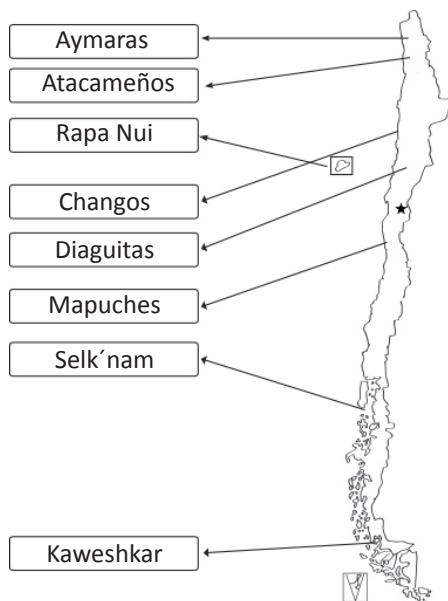 Aymaras
Atacameños
Rapa Nui
Changos
Diaguitas
Mapuches
Selk´nam
Kaweshkar